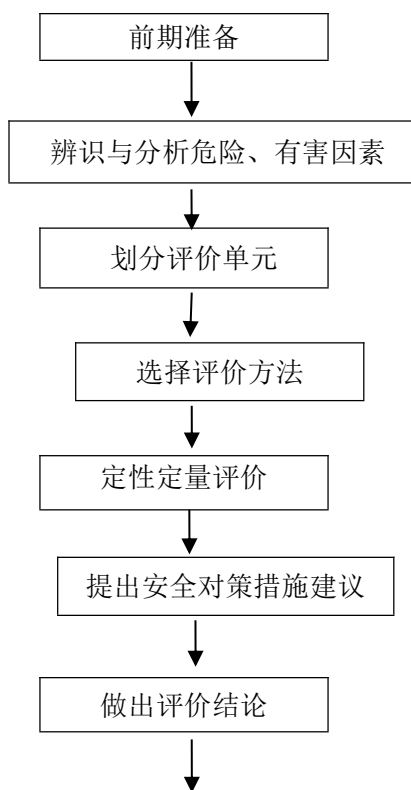 前期准备
辨识与分析危险、有害因素
划分评价单元
选择评价方法
定性定量评价
提出安全对策措施建议
做出评价结论